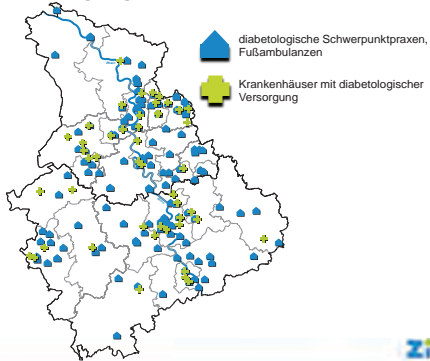 diabetologische Schwerpunktpraxen,
Fußambulanzen
Krankenhäuser mit diabetologischer
Versorgung